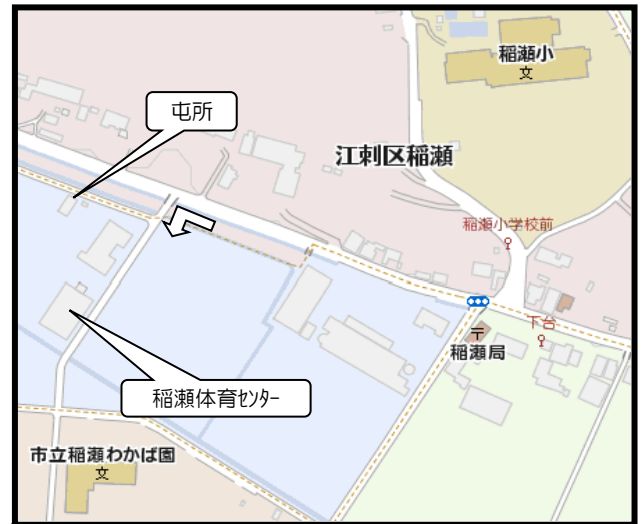 稲瀬小
文
屯所
江刺区稲瀬
稲瀬小学校前
下台
稲瀬局
稲瀬体育ｾﾝﾀｰ
市立稲瀬わかば園
文